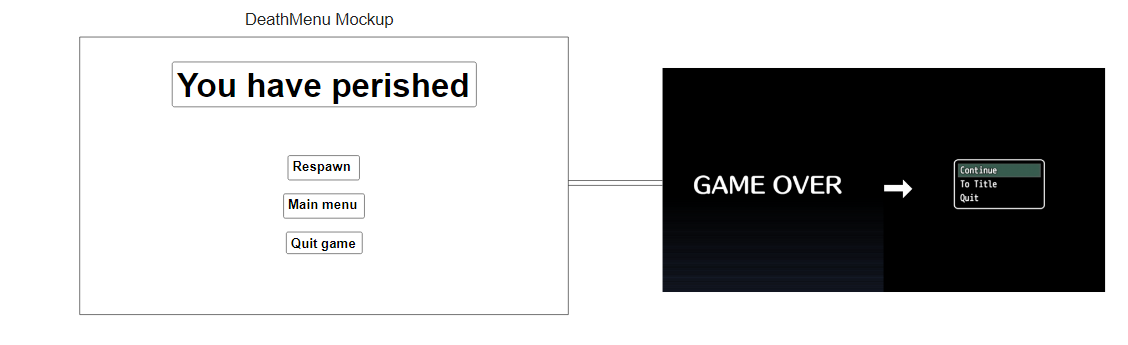 DeathMenu Mockup
You have perished
Respawn
Main menu
Quit game
GAME OVER
Continue
To Title
Quit